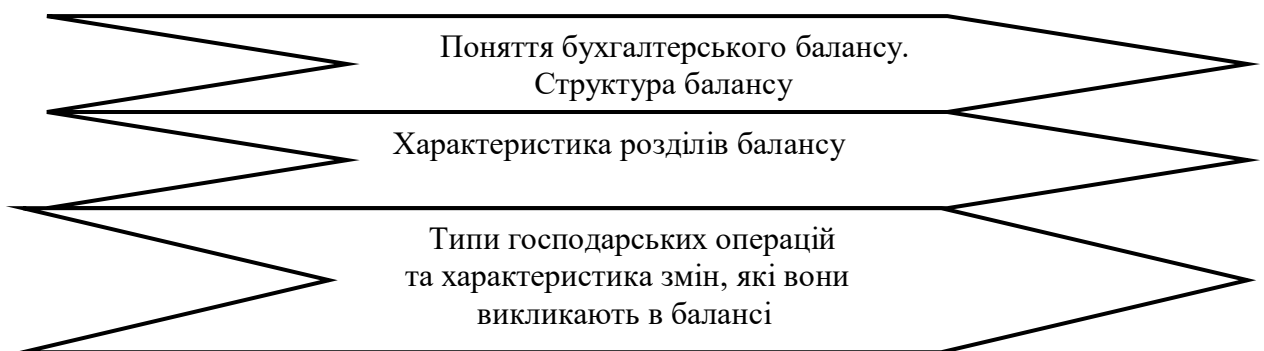 Поняття бухгалтерського балансу.
Структура балансу
Характеристика розділів балансу
Типи господарських операцій
та характеристика змін, які вони
викликають в балансі